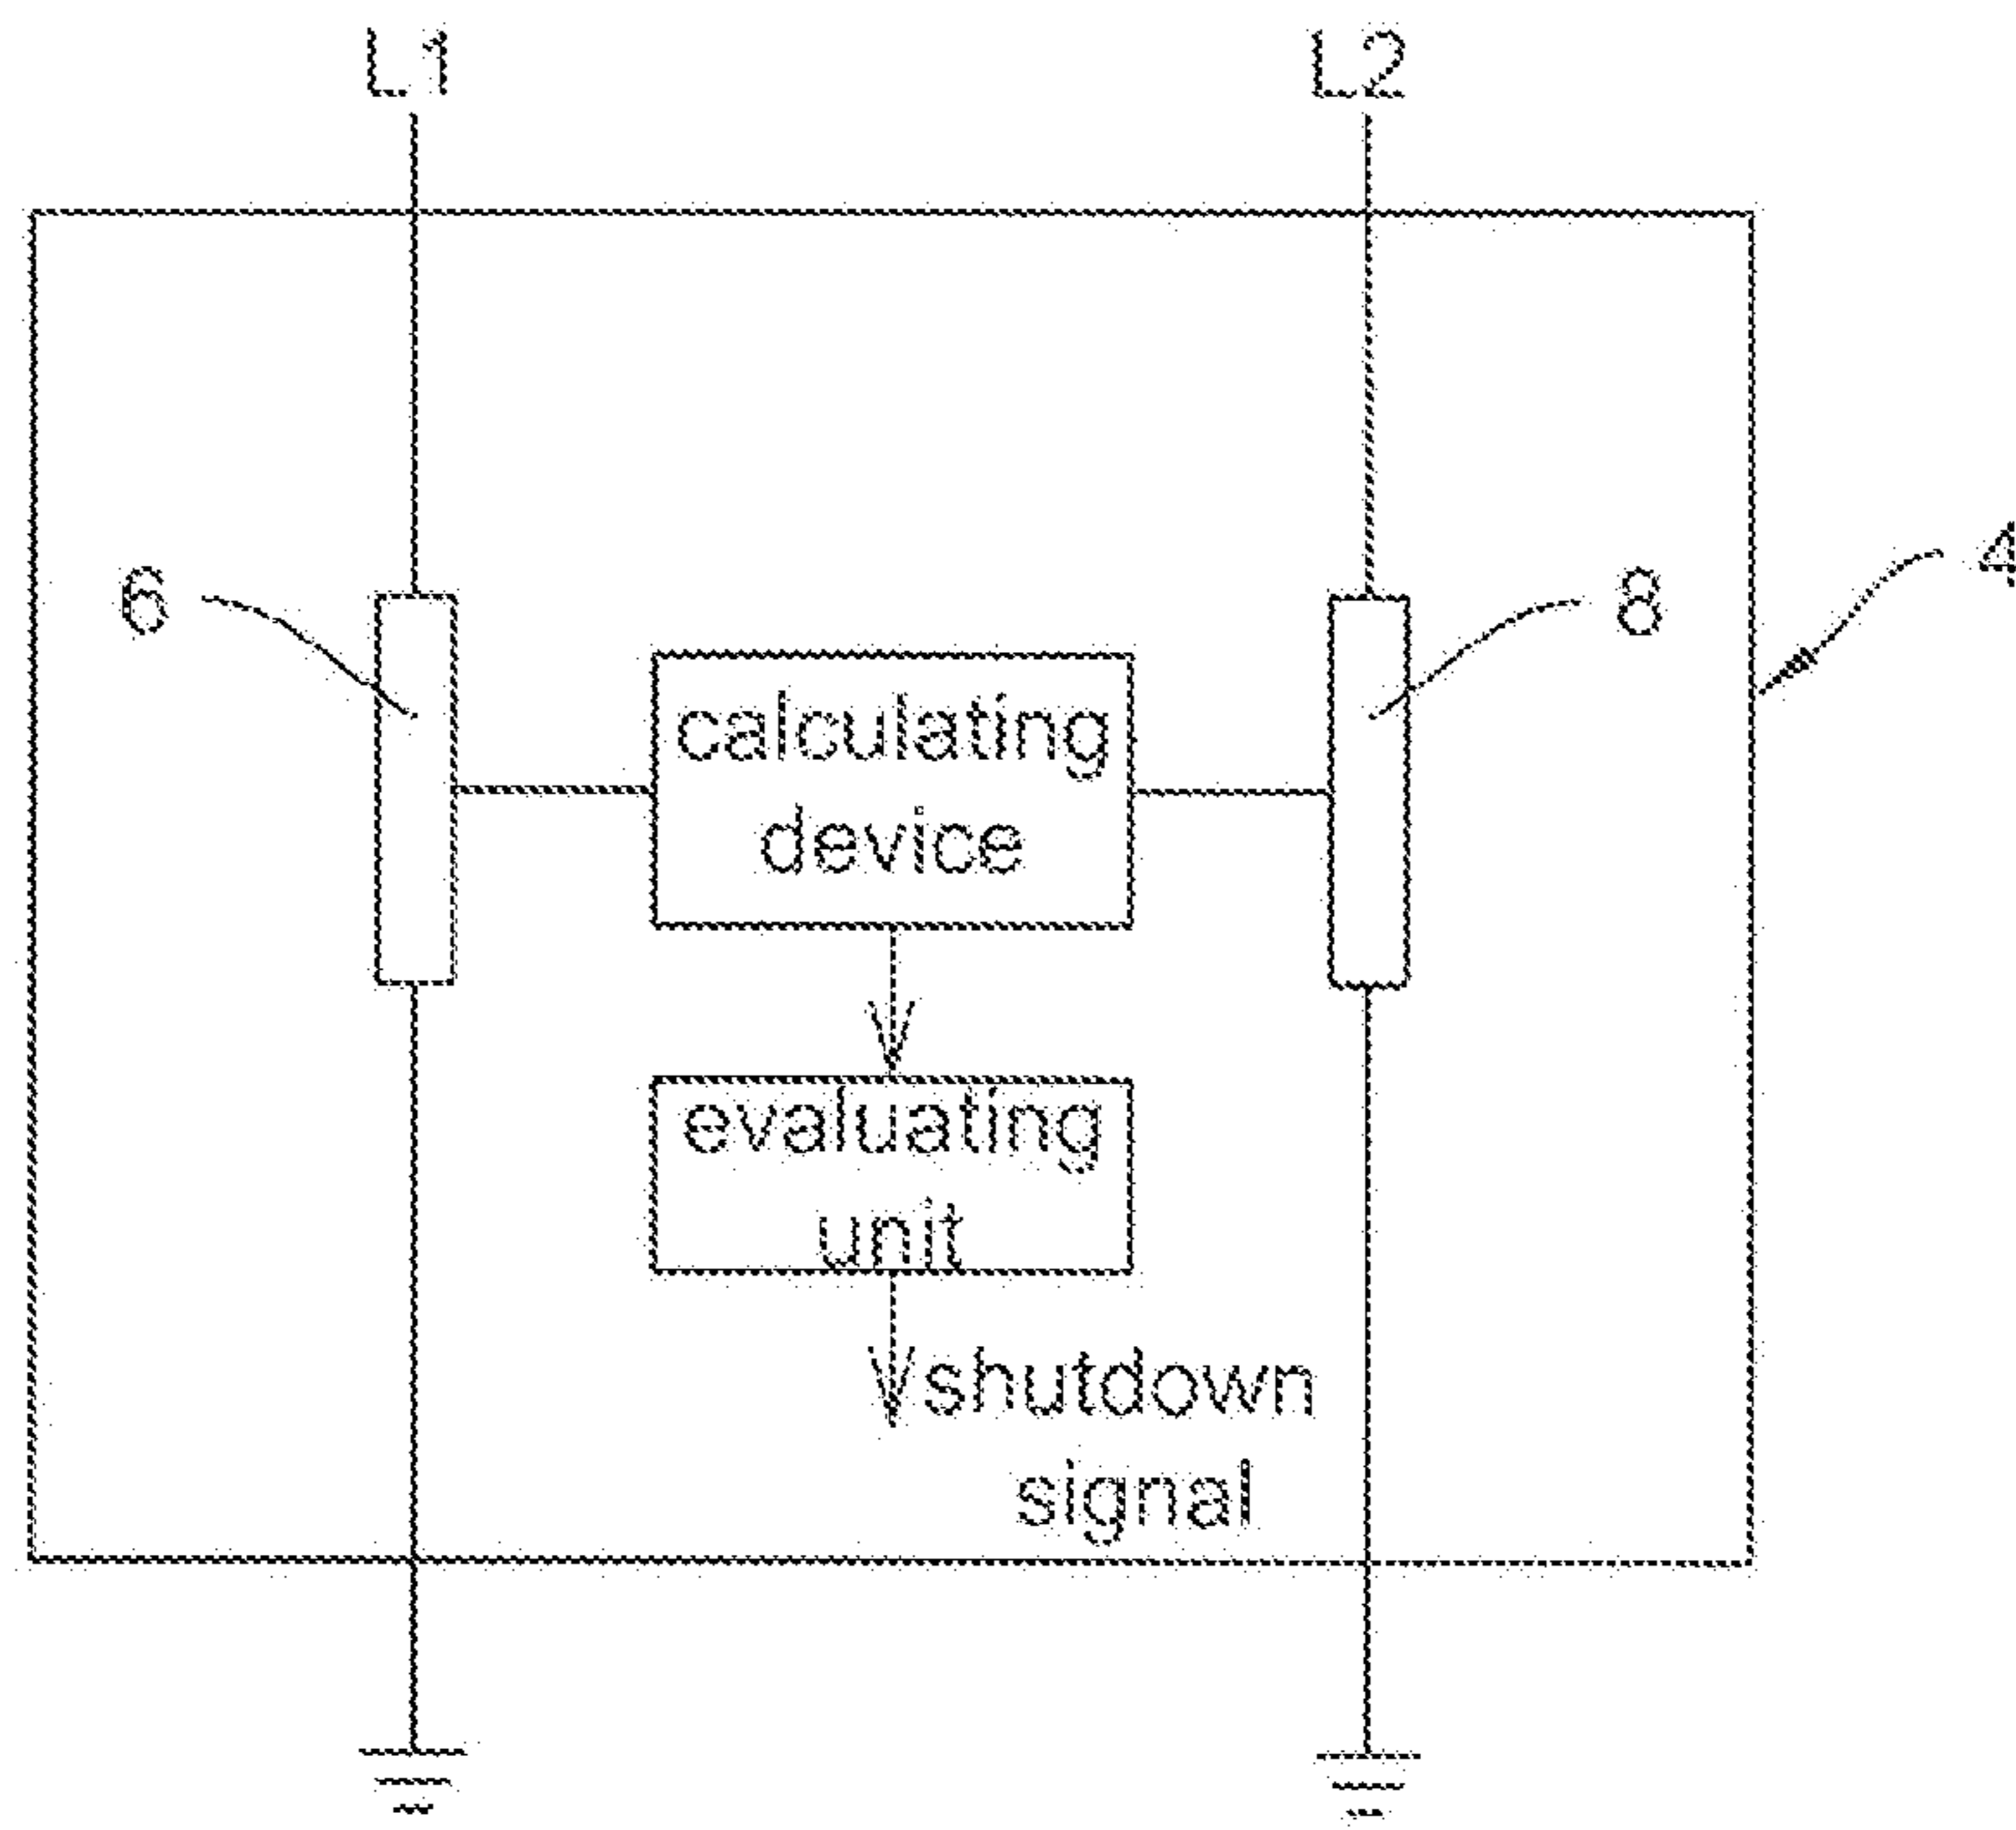 L1
L2
6
8
4
calculating
device
evaluating
unit
shutdown
signal